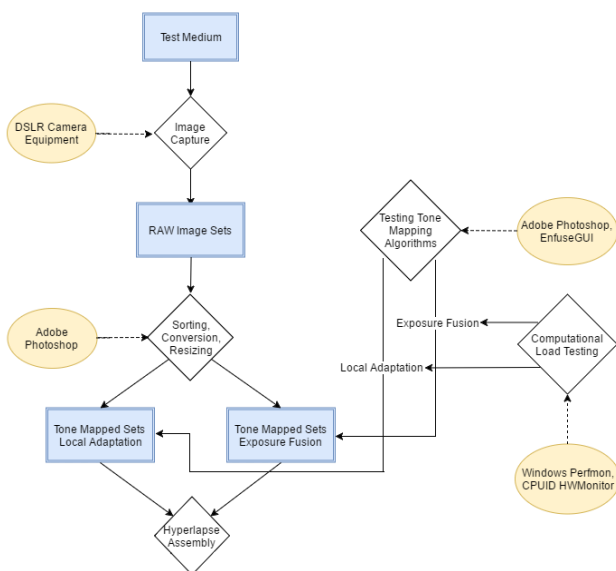 Test Medium
DSLR Camera
Equipment
Image
Capture
RAW Image Sets
Testing Tone
Mapping
Algorithms
Adobe Photoshop,
EnfuseGUI
Adobe
Photoshop
Sorting,
Conversion,
Resizing
Exposure Fusion
Local Adaptation
Computational
Load Testing
Tone Mapped Sets
Local Adaptation
Tone Mapped Sets
Exposure Fusion
Windows Perfmon,
CPUID HWMonitor
Hyperlapse
Assembly